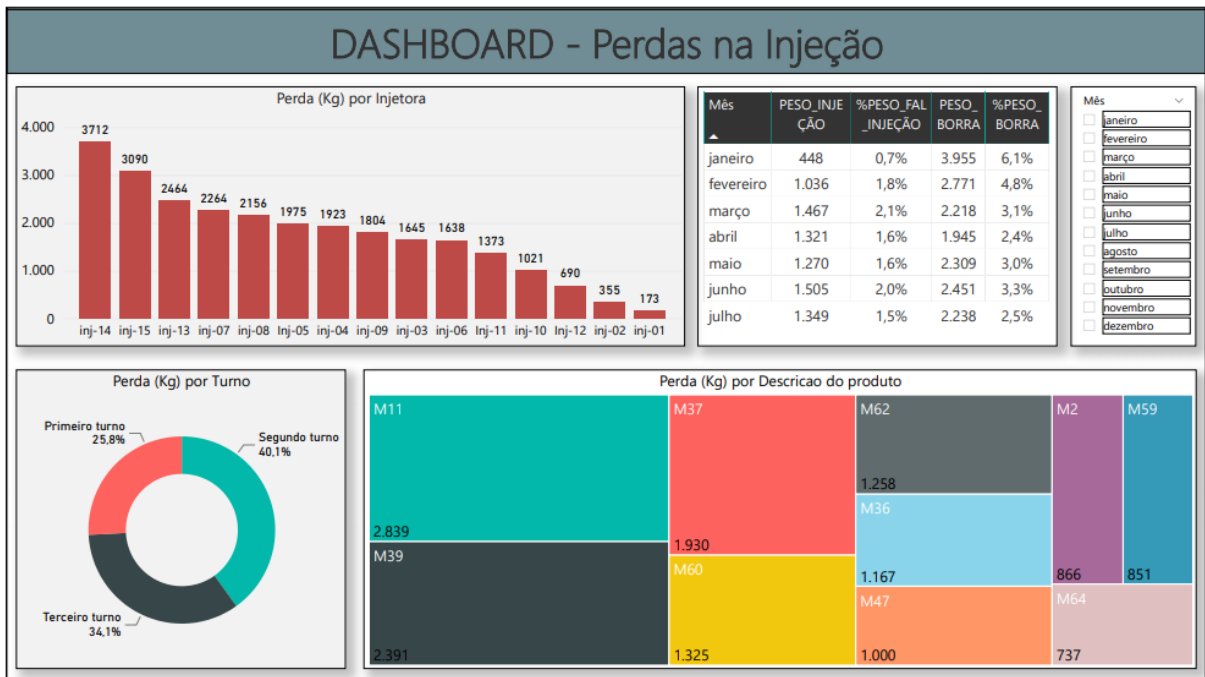 DASHBOARD - Perdas na Injeção
Perda (Kg) por Injetora
4.000
3.000
2.000
1.000
0
3712
3090
2464
2264
2156
1975
1923
1804
1645
1638
1373
1021
690
355
173
inj-14 inj-15 inj-13 inj-07 inj-08 Inj-05 inj-04 inj-09 inj-03 inj-06 Inj-11 inj-10 Inj-12 inj-02 inj-01
Mês PESO_INJE %PESO_FAL PESO_ %PESO_
ÇÃO _INJEÇÃO BORRA BORRA
janeiro 448 0,7% 3.955 6,1%
fevereiro 1.036 1,8% 2.771 4,8%
março 1.467 2,1% 2.218 3,1%
abril 1.321 1,6% 1.945 2,4%
maio 1.270 1,6% 2.309 3,0%
junho 1.505 2,0% 2.451 3,3%
julho 1.349 1,5% 2.238 2,5%
Mês
janeiro
fevereiro
março
abril
maio
junho
julho
agosto
setembro
outubro
novembro
dezembro
Perda (Kg) por Turno
Primeiro turno
25,8%
Segundo turno
40,1%
Terceiro turno
34,1%
Perda (Kg) por Descricao do produto
M11
2.839
M39
2.391
M37
1.930
M60
1.325
M62
1.258
M36
1.167
M47
1.000
M2
866
M59
851
M64
737